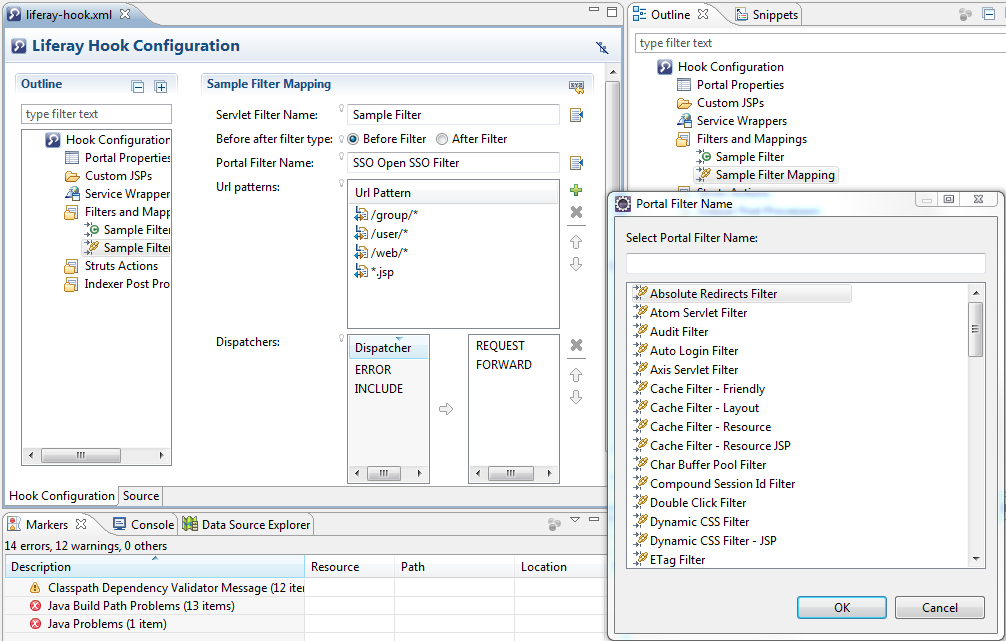 liferay-hook.xml
Liferay Hook Configuration
Outline
type filter text
Hook Configuration
Portal Properties
Custom JSPs
Service Wrapper
Filters and Mapp
Sample Filte
Sample Filte
Struts Actions
Indexer Post Pro
Sample Filter Mapping
Servlet Filter Name:
Sample Filter
Before after filter type:
Before Filter
After Filter
Portal Filter Name:
SSO Open SSO Filter
Url patterns:
Url Pattern
/group/*
/user/*
/web/*
*.jsp
Dispatchers:
Dispatcher
ERROR
INCLUDE
REQUEST
FORWARD
Hook Configuration
Source
Outline
Snippets
type filter text
Hook Configuration
Portal Properties
Custom JSPs
Service Wrappers
Filters and Mappings
Sample Filter
Sample Filter Mapping
Portal Filter Name
Select Portal Filter Name:
Absolute Redirects Filter
Atom Servlet Filter
Audit Filter
Auto Login Filter
Axis Servlet Filter
Cache Filter - Friendly
Cache Filter - Layout
Cache Filter - Resource
Cache Filter - Resource JSP
Char Buffer Pool Filter
Compound Session Id Filter
Double Click Filter
Dynamic CSS Filter
Dynamic CSS Filter - JSP
ETag Filter
OK
Cancel
Markers
Console
Data Source Explorer
14 errors, 12 warnings, 0 others
Description
Resource
Path
Location
Classpath Dependency Validator Message (12 iter
Java Build Path Problems (13 items)
Java Problems (1 item)